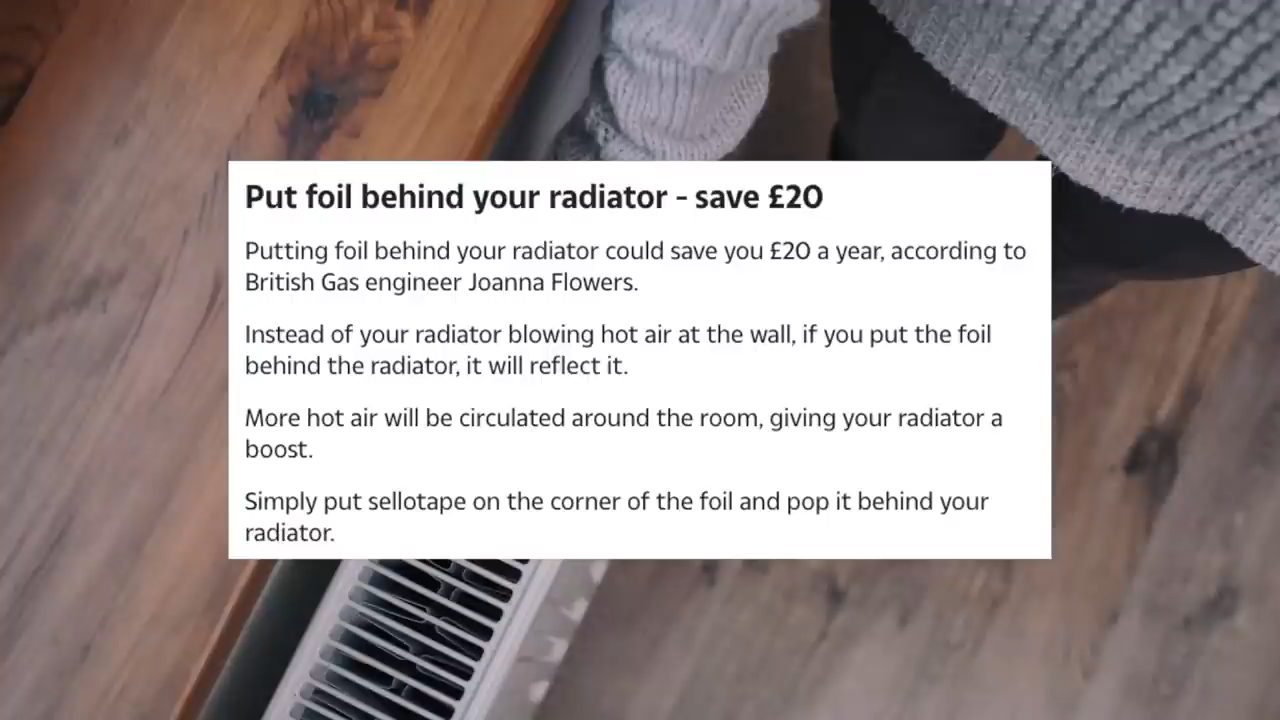 Put foil behind your radiator - save £20
Putting foil behind your radiator could save you £20 a year, according to
British Gas engineer Joanna Flowers.
Instead of your radiator blowing hot air at the wall, if you put the foil
behind the radiator, it will reflect it.
More hot air will be circulated around the room, giving your radiator a
boost.
Simply put sellotape on the corner of the foil and pop it behind your
radiator.